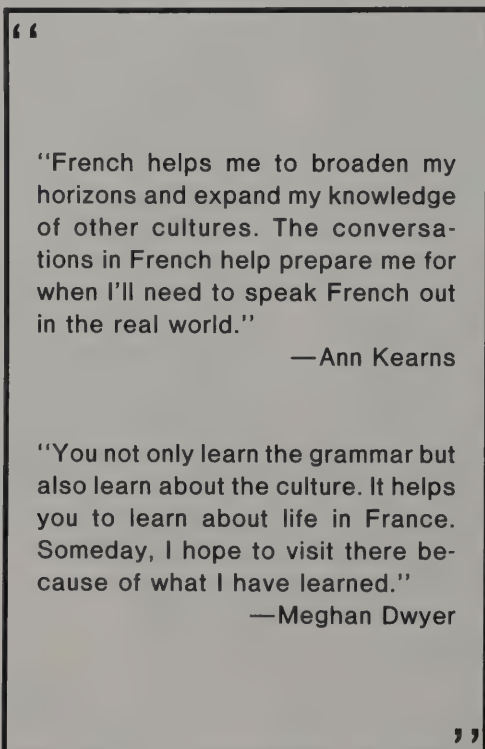 “
“French helps me to broaden my
horizons and expand my knowledge
of other cultures. The conversa-
tions in French help prepare me for
when I’ll need to speak French out
in the real world.”
—Ann Kearns
“You not only learn the grammar but
also learn about the culture. It helps
you to learn about life in France.
Someday, I hope to visit there be-
cause of what I have learned.”
—Meghan Dwyer
”